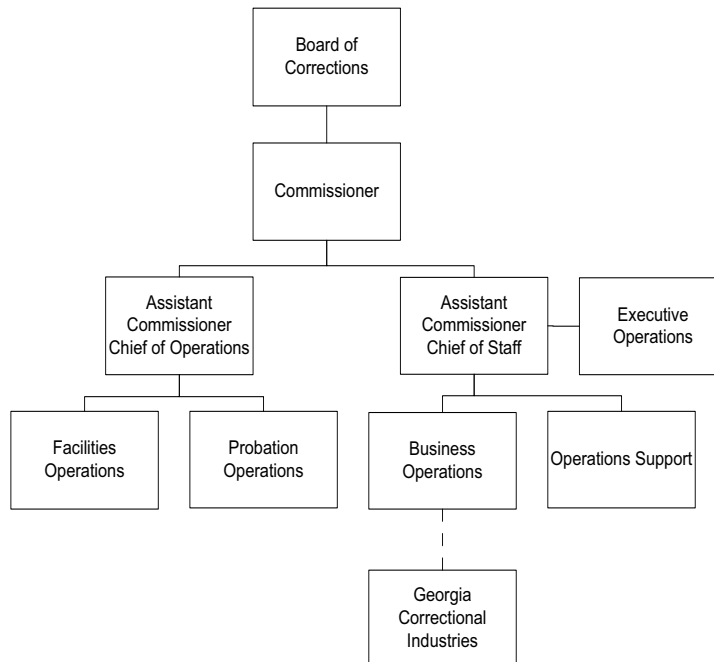 Board of
Corrections
Commissioner
Assistant
Commissioner
Chief of Operations
Assistant
Commissioner
Chief of Staff
Executive
Operations
Facilities
Operations
Probation
Operations
Business
Operations
Operations Support
Georgia
Correctional
Industries